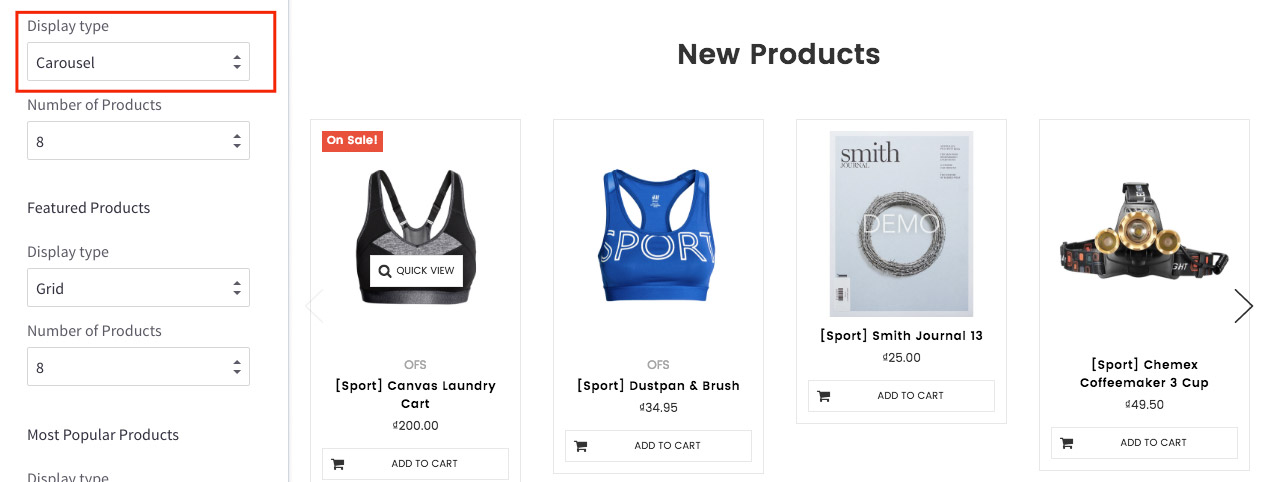 Display type
Carousel
Number of Products
8
Featured Products
Display type
Grid
Number of Products
8
Most Popular Products
Display type
New Products
On Sale!
QUICK VIEW
OFS
[Sport] Canvas Laundry
Cart
₫200.00
ADD TO CART
SPORT
OFS
[Sport] Dustpan & Brush
₫34.95
ADD TO CART
smith
JOURNAL
DEMO
[Sport] Smith Journal 13
₫25.00
ADD TO CART
[Sport] Chemex
Coffeemaker 3 Cup
₫49.50
ADD TO CART